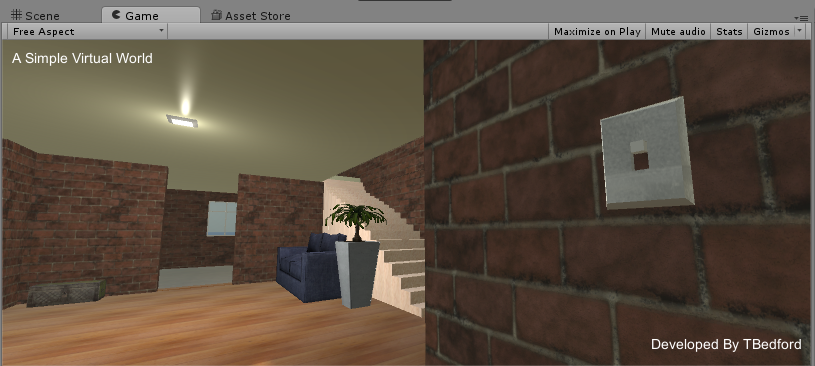 Scene Game Asset Store
Free Aspect Maximize on Play Mute audio Stats Gizmos
A Simple Virtual World
Developed By TBedford